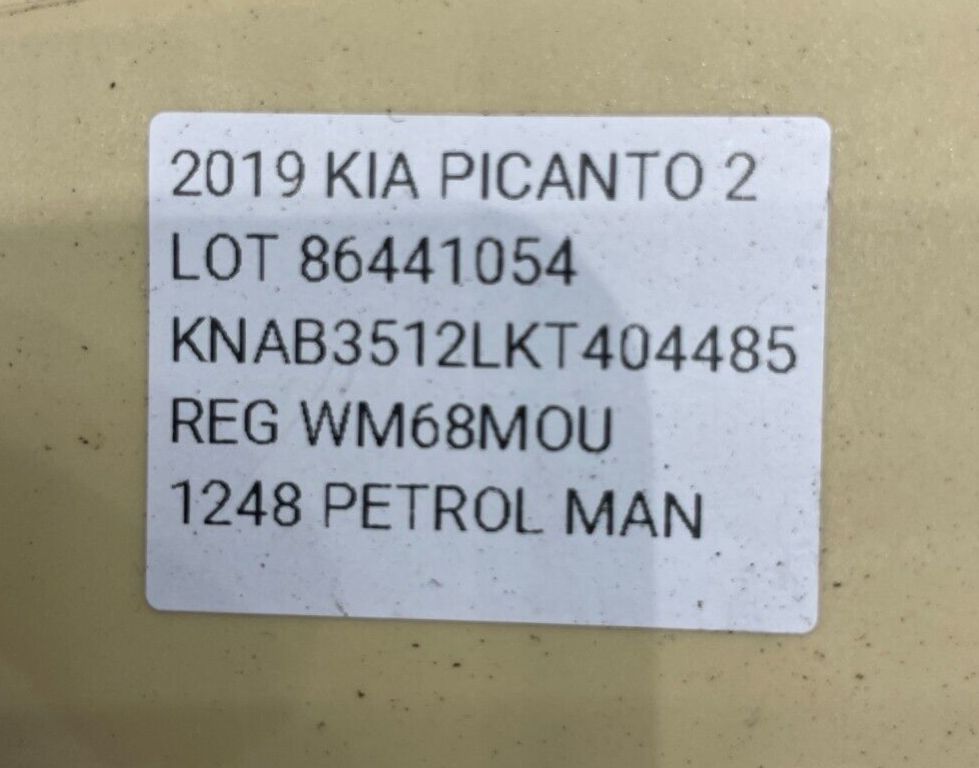 2019 KIA PICANTO 2
LOT 86441054
KNAB3512LKT404485
REG WM68MOU
1248 PETROL MAN